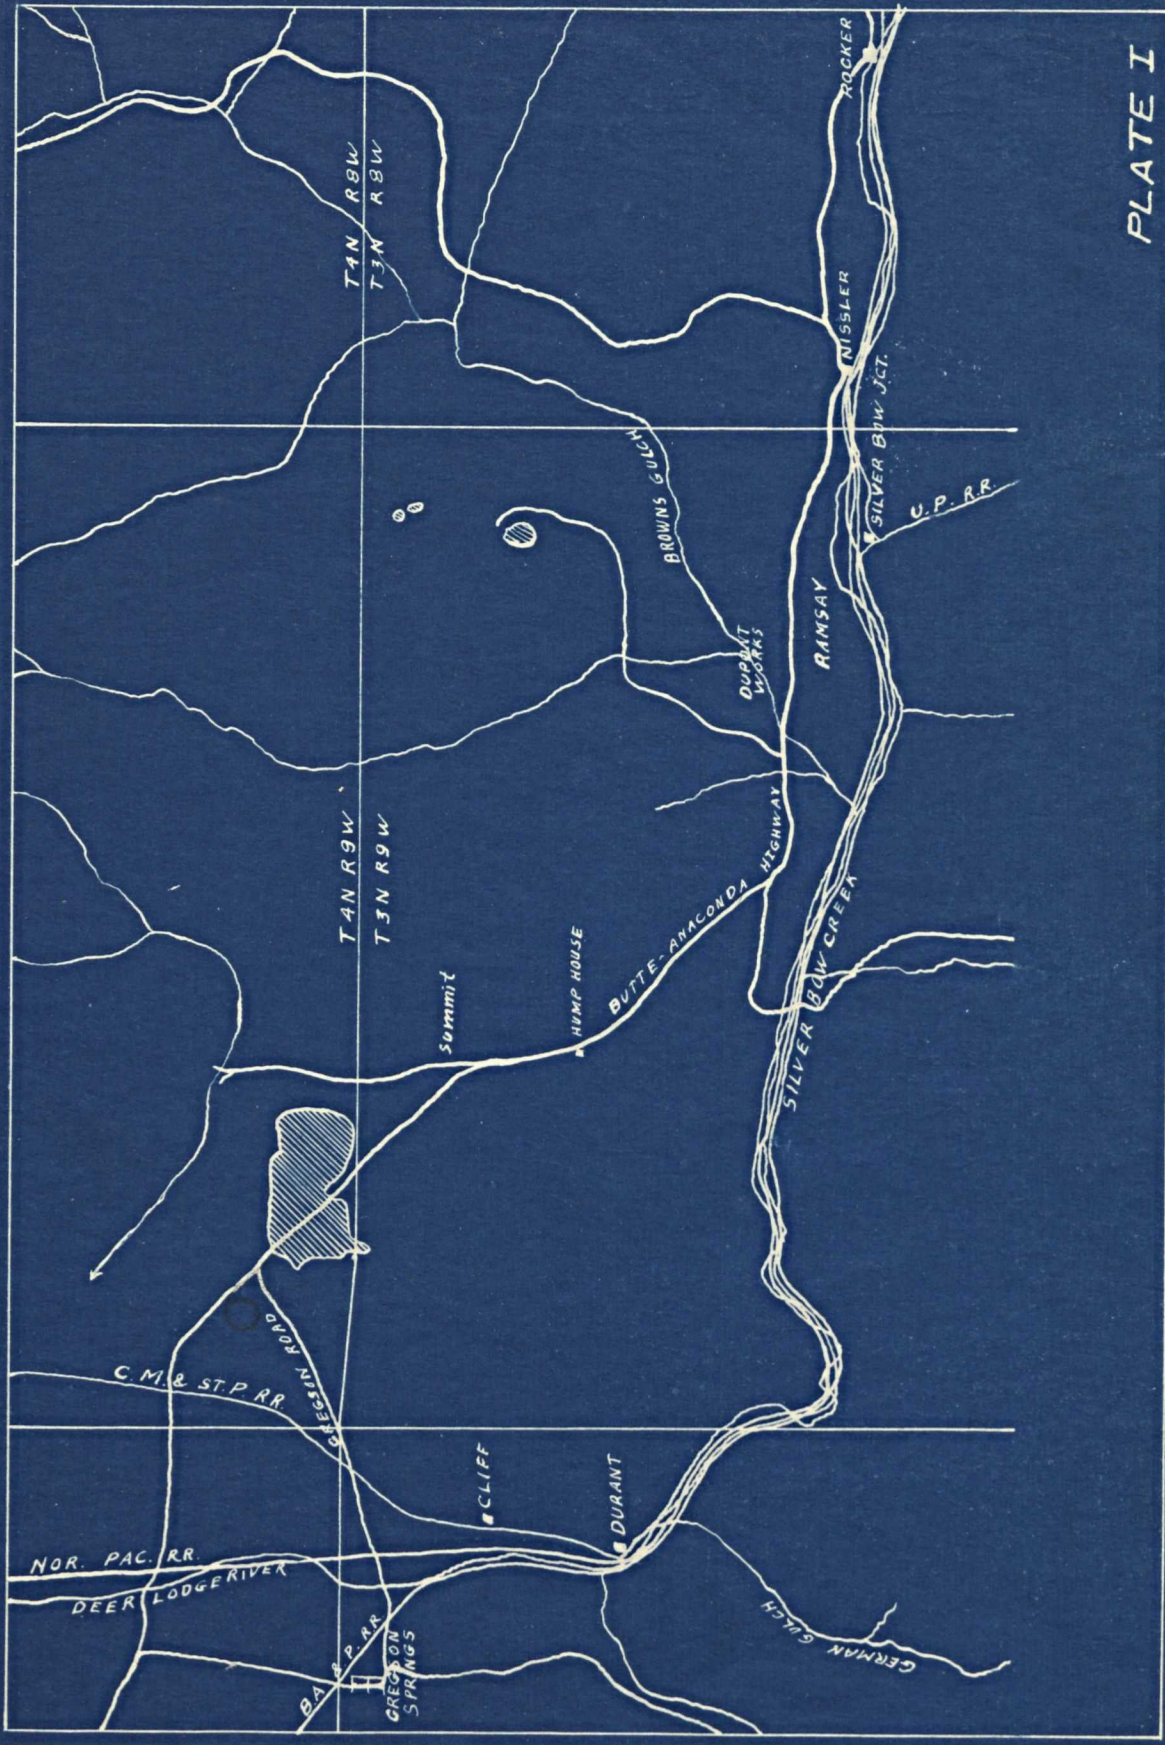 PLATE I
ROCKER
T4N R8W
T3N R8W
NISSLER
SILVER BOW JCT.
U.P. R.R.
BROWNS GULCH
RAMSAY
DUPONT
WORKS
T4N R9W
T3N R9W
BUTTE-ANACONDA HIGHWAY
SILVER BOW CREEK
Summit
HUMP HOUSE
GREGSON ROAD
C.M.& ST.P. RR.
CLIFF
DURANT
NOR. PAC. RR.
DEER LODGE RIVER
B A & P. RR.
GREGSON
SPRINGS
GERMAN GULCH